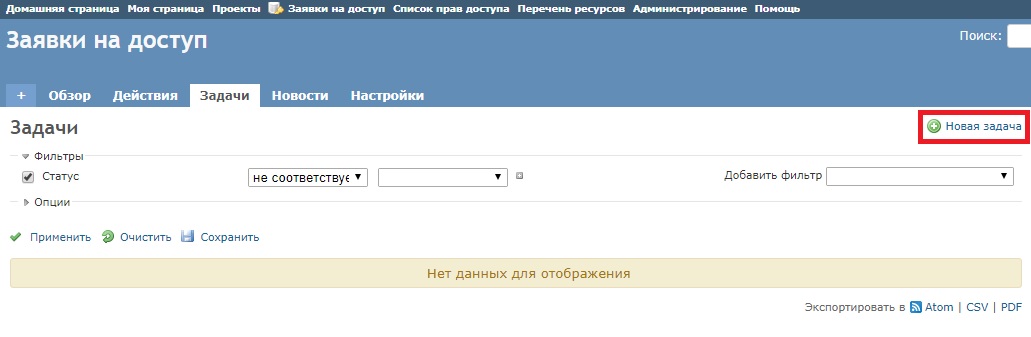 Домашняя страница Моя страница Проекты Заявки на доступ Список прав доступа Перечень ресурсов Администрирование Помощь
Заявки на доступ
Поиск:
+ Обзор Действия Задачи Новости Настройки
Задачи
Новая задача
Фильтры
Статус не соответствуе Добавить фильтр
Опции
Применить Очистить Сохранить
Нет данных для отображения
Экспортировать в Atom | CSV | PDF